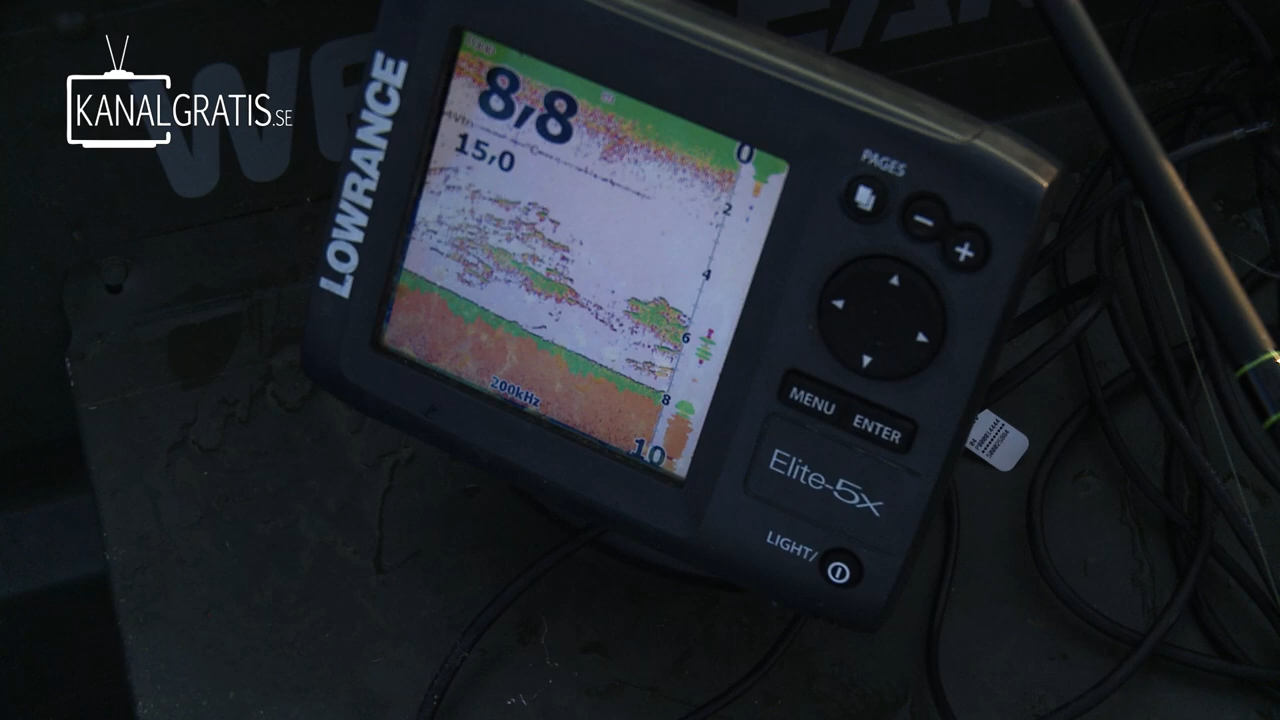 KANALGRATIS.SE
LOWRANCE
8,8
15,0
0
2
4
6
8
10
200kHz
PAGES
MENU ENTER
Elite-5x
LIGHT/